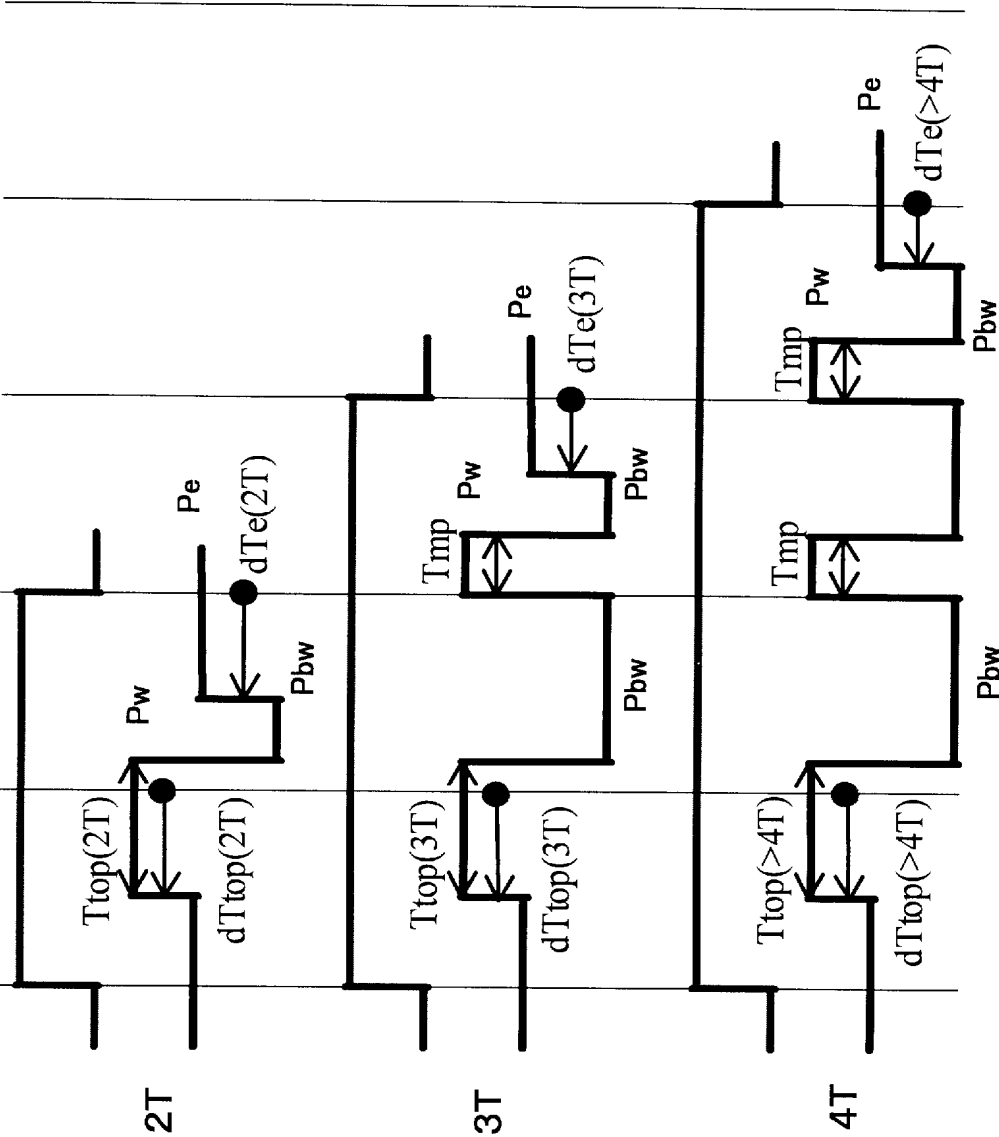 2T
Ttop(2T)
dTtop(2T)
Pw
Pbw
Pe
dTe(2T)
3T
Ttop(3T)
dTtop(3T)
Pbw
Tmp
Pw
Pbw
Pe
dTe(3T)
4T
Ttop(>4T)
dTtop(>4T)
Pbw
Tmp
Tmp
Pw
Pbw
Pe
dTe(>4T)